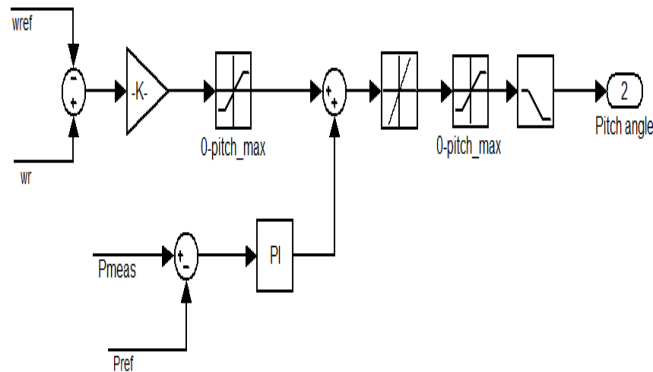 wref
-K-
0-pitch_max
wr
0-pitch_max
2
Pitch angle
Pmeas
PI
Pref